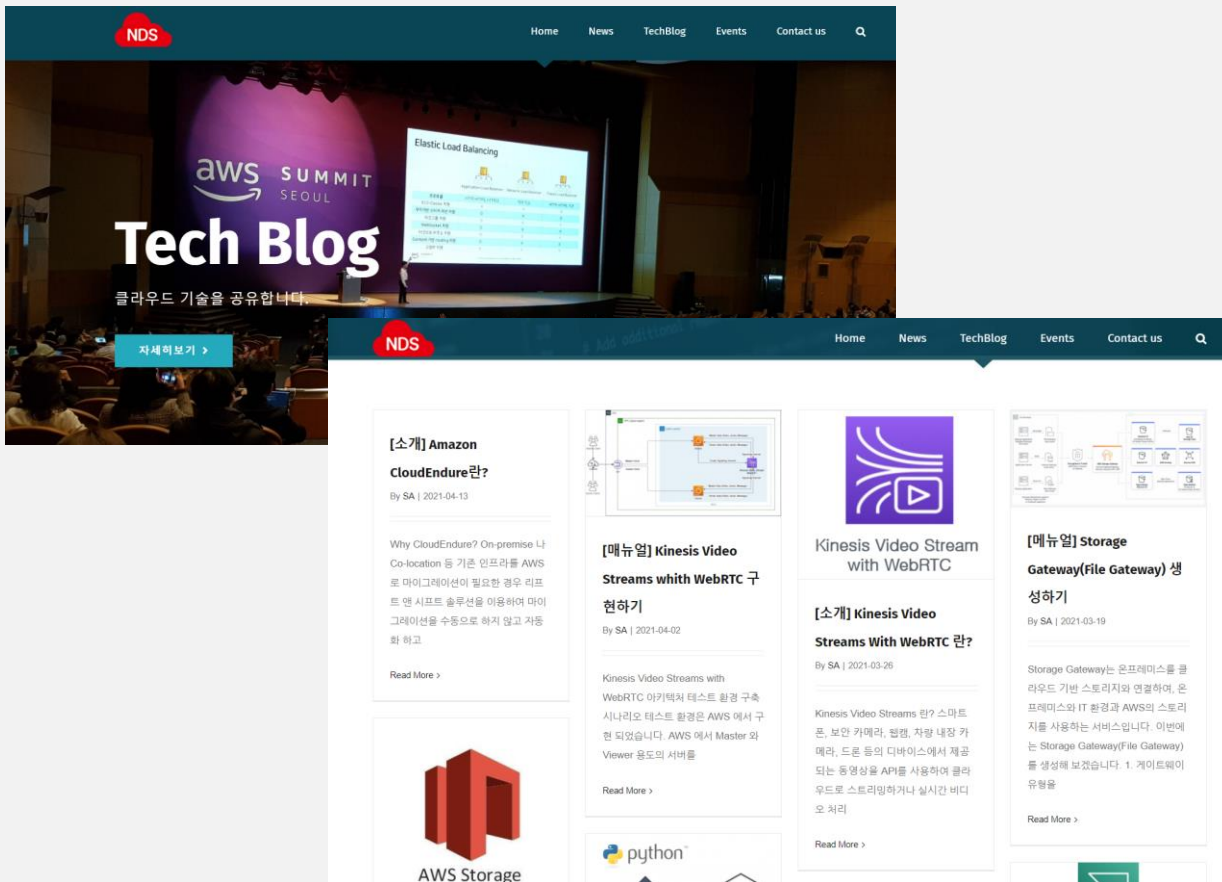 NDS
Home News TechBlog Events Contact us
aws SUMMIT
SEOUL
Elastic Load Balancing
Tech Blog
클라우드 기술을 공유합니다.
자세히보기 >
NDS
Home News TechBlog Events Contact us
[소개] Amazon
CloudEndure란?
By SA | 2021-04-13
Why CloudEndure? On-premise 나
Co-location 등 기존 인프라를 AWS
로 마이그레이션이 필요한 경우 리프
트 앤 시프트 솔루션을 이용하여 마이
그레이션을 수동으로 하지 않고 자동
화 하고
Read More >
AWS Storage
[매뉴얼] Kinesis Video
Streams whith WebRTC 구
현하기
By SA | 2021-04-02
Kinesis Video Streams with
WebRTC 아키텍처 테스트 환경 구축
시나리오 테스트 환경은 AWS 에서 구
현 되었습니다. AWS 에서 Master 와
Viewer 용도의 서버를
Read More >
python
Kinesis Video Stream
with WebRTC
[소개] Kinesis Video
Streams With WebRTC 란?
By SA | 2021-03-26
Kinesis Video Streams 란? 스마트
폰, 보안 카메라, 웹캠, 차량 내장 카
메라, 드론 등의 디바이스에서 제공
되는 동영상을 API를 사용하여 클라
우드로 스트리밍하거나 실시간 비디
오 처리
Read More >
[메뉴얼] Storage
Gateway(File Gateway) 생
성하기
By SA | 2021-03-19
Storage Gateway는 온프레미스를 클
라우드 기반 스토리지와 연결하여, 온
프레미스와 IT 환경과 AWS의 스토리
지를 사용하는 서비스입니다. 이번에
는 Storage Gateway(File Gateway)
를 생성해 보겠습니다. 1. 게이트웨이
유형을
Read More >